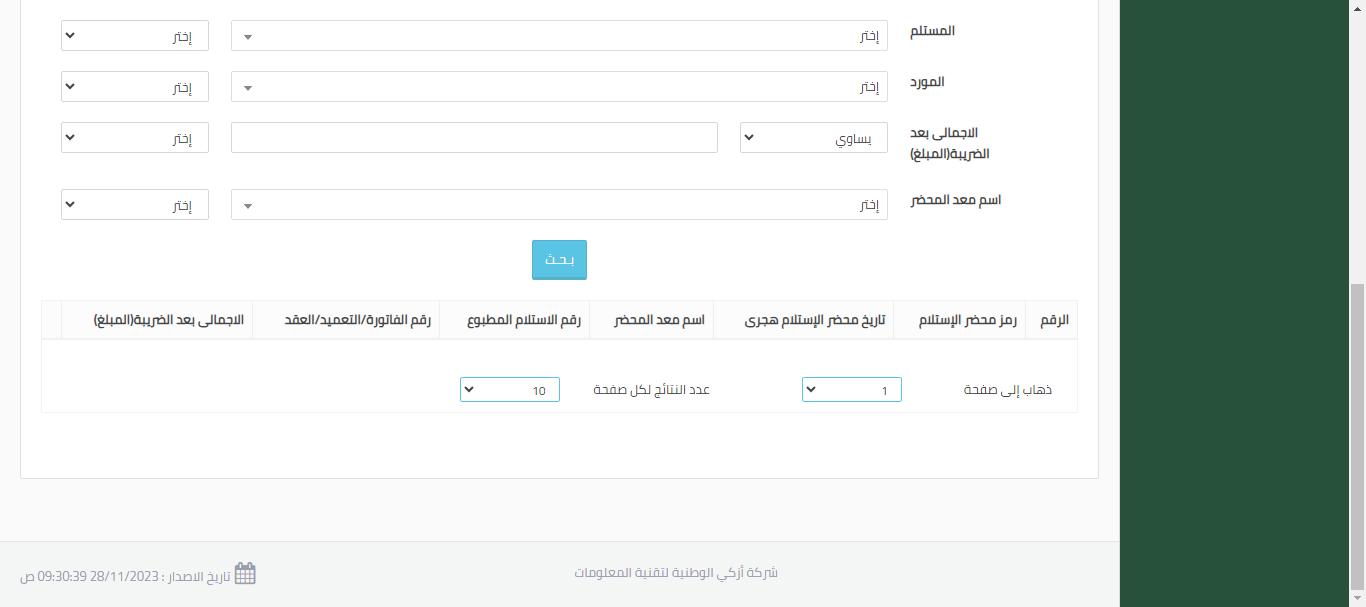 المستلم إختر إختر
المورد إختر إختر
الاجمالى بعد الضريبة(المبلغ) يساوي إختر
اسم معد المحضر إختر إختر
بـحـث
الرقم رمز محضر الإستلام تاريخ محضر الإستلام هجرى اسم معد المحضر رقم الاستلام المطبوع رقم الفاتورة/التعميد/العقد الاجمالى بعد الضريبة(المبلغ)
ذهاب إلى صفحة 1 عدد النتائج لكل صفحة 10
شركة أزكي الوطنية لتقنية المعلومات
تاريخ الاصدار : 28/11/2023 09:30:39 ص